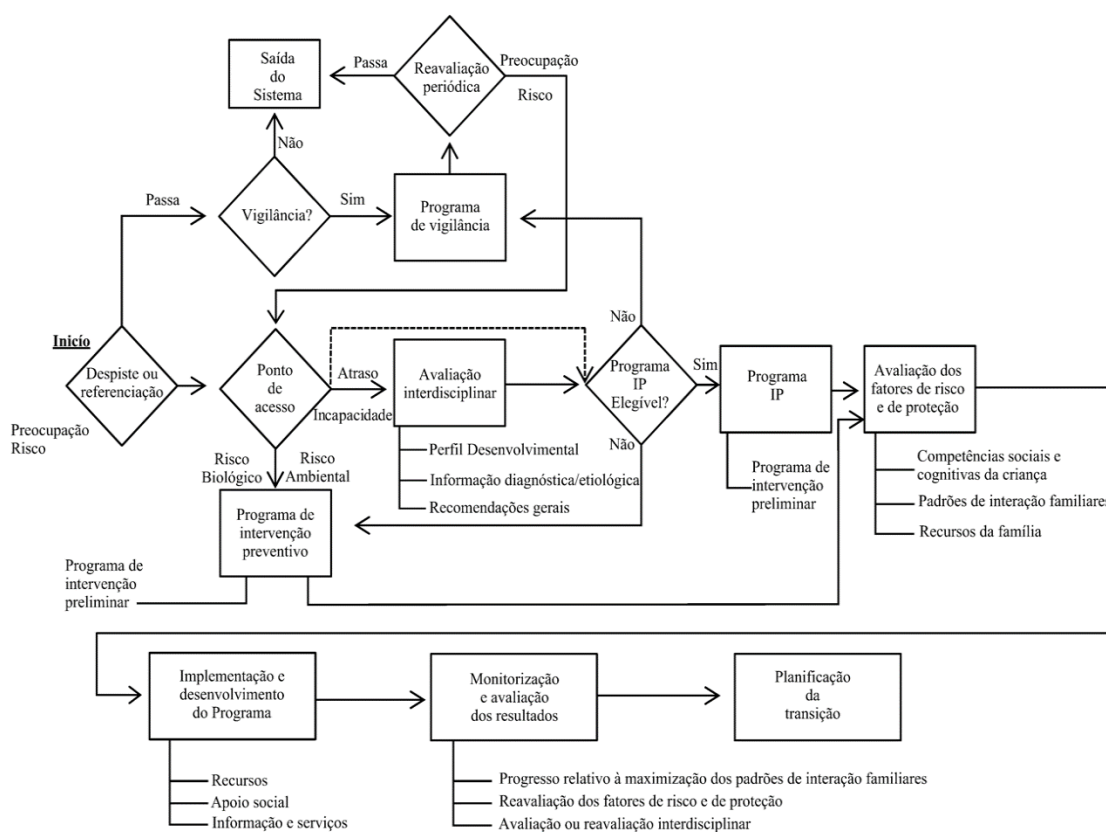 Saída
do
Sistema
Passa
Reavaliação
periódica
Preocupação
Risco
Não
Passa
Vigilância?
Sim
Programa
de vigilância
Inicío
Despiste ou
referenciação
Preocupação
Risco
Ponto
de
acesso
Atraso
Incapacidade
Avaliação
interdisciplinar
Perfil Desenvolvimental
Informação diagnóstica/etiológica
Recomendações gerais
Não
Programa
IP
Elegível?
Não
Sim
Programa
IP
Programa de
intervenção
preliminar
Avaliação dos
fatores de risco
e de proteção
Competências sociais e
cognitivas da criança
Padrões de interação familiares
Recursos da família
Risco
Biológico
Risco
Ambiental
Programa de
intervenção
preventivo
Programa de
intervenção
preliminar
Implementação e
desenvolvimento
do Programa
Recursos
Apoio social
Informação e serviços
Monitorização
e avaliação
dos resultados
Progresso relativo à maximização dos padrões de interação familiares
Reavaliação dos fatores de risco e de proteção
Avaliação ou reavaliação interdisciplinar
Planificação
da
transição